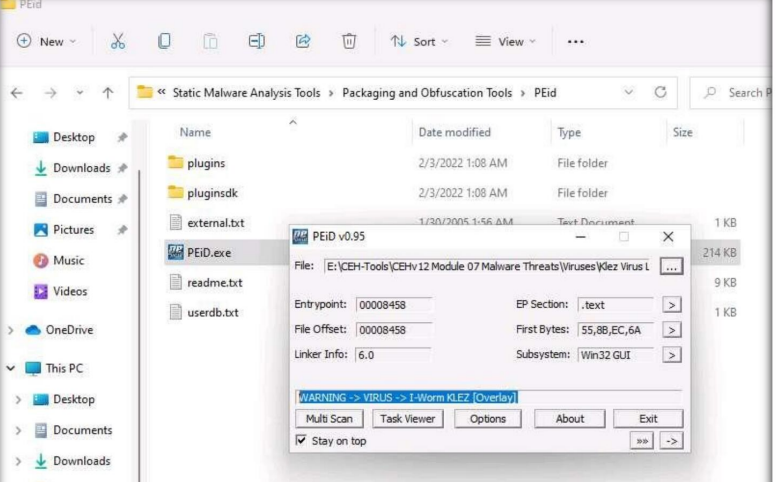 PEid
New
Sort
View
Static Malware Analysis Tools > Packaging and Obfuscation Tools > PEid
Search P
Name Date modified Type Size
Desktop
Downloads
Documents
Pictures
Music
Videos
OneDrive
This PC
Desktop
Documents
Downloads
plugins 2/3/2022 1:08 AM File folder
pluginsdk 2/3/2022 1:08 AM File folder
external.txt 1/30/2005 1:56 AM Text Document 1 KB
PEiD.exe 214 KB
readme.txt 9 KB
userdb.txt 1 KB
PEiD v0.95
File: E:\CEH-Tools\CEHv12 Module 07 Malware Threats\Viruses\Klez Virus L ...
Entrypoint: 00008458 EP Section: .text >
File Offset: 00008458 First Bytes: 55,8B,EC,6A >
Linker Info: 6.0 Subsystem: Win32 GUI >
WARNING -> VIRUS -> I-Worm KLEZ [Overlay]
Multi Scan Task Viewer Options About Exit
Stay on top »» ->